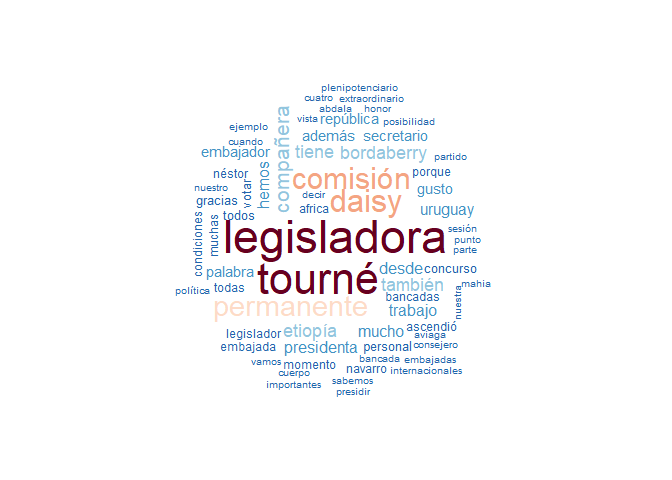 plenipotenciario
cuatro extraordinario
abdala honor
vista república posibilidad
ejemplo
cuando
además secretario
embajador
compañera
tiene bordaberry partido
néstor
hemos
comisión
porque
nuestro
votar
decir
daisy
gusto
gracias
africa
uruguay
muchas
todos
condiciones
legisladora
sesión
punto
parte
palabra
tourné
desde concurso
política
todas
también
mahia
nuestra
permanente
bancadas
trabajo
legislador
etiopía
mucho ascendió
aviaga
embajada
presidenta
personal consejero
vamos
momento
bancada embajadas
cuerpo
navarro internacionales
importantes
sabemos
presidir